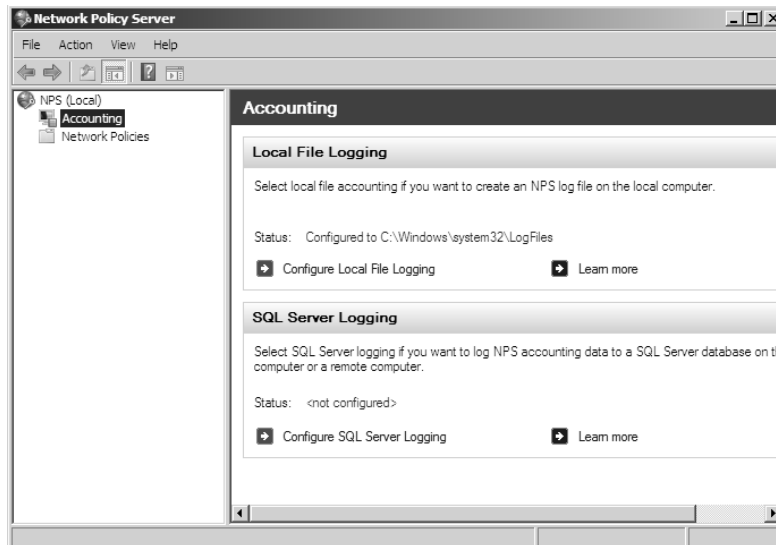 Network Policy Server
File Action View Help
NPS (Local)
Accounting
Network Policies
Accounting
Local File Logging
Select local file accounting if you want to create an NPS log file on the local computer.
Status: Configured to C:\Windows\system32\LogFiles
Configure Local File Logging Learn more
SQL Server Logging
Select SQL Server logging if you want to log NPS accounting data to a SQL Server database on
computer or a remote computer.
Status: <not configured>
Configure SQL Server Logging Learn more